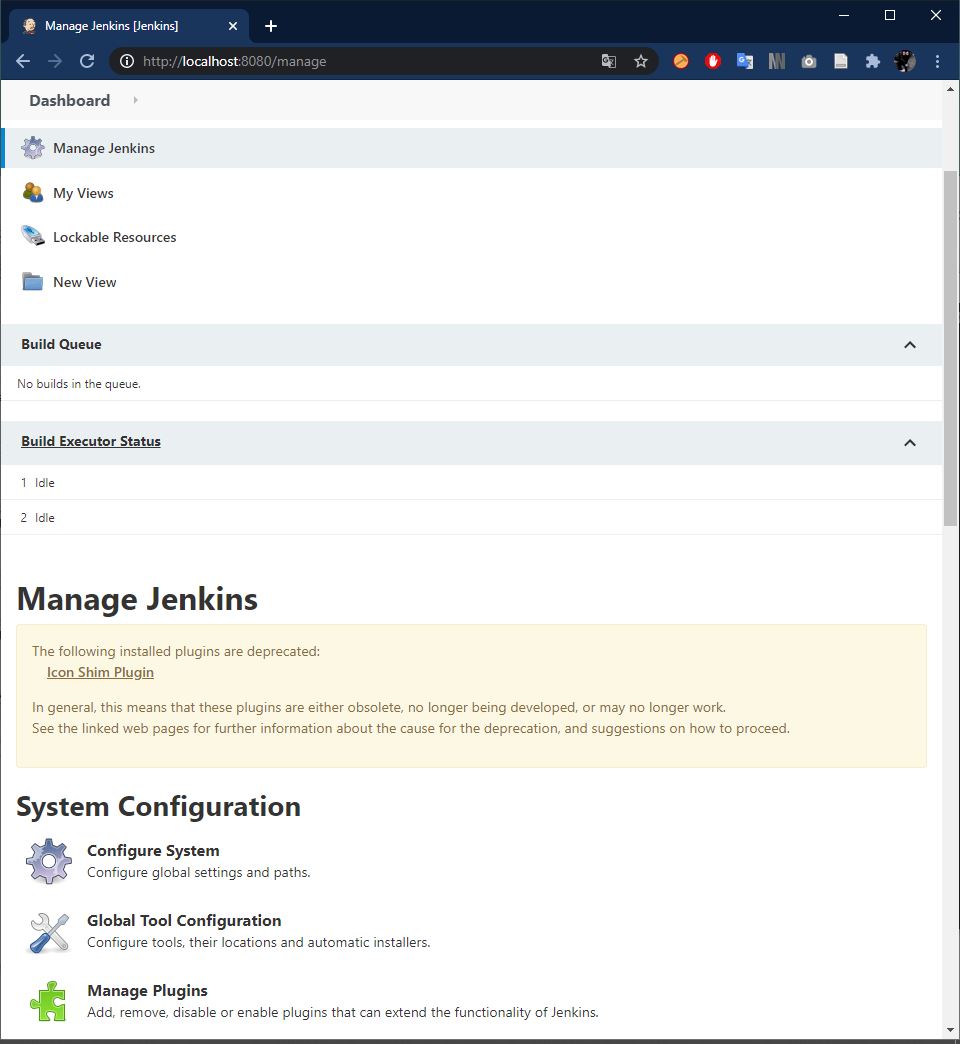 Manage Jenkins [Jenkins]
http://localhost:8080/manage
Dashboard
Manage Jenkins
My Views
Lockable Resources
New View
Build Queue
No builds in the queue.
Build Executor Status
1 Idle
2 Idle
Manage Jenkins
The following installed plugins are deprecated:
Icon Shim Plugin
In general, this means that these plugins are either obsolete, no longer being developed, or may no longer work.
See the linked web pages for further information about the cause for the deprecation, and suggestions on how to proceed.
System Configuration
Configure System
Configure global settings and paths.
Global Tool Configuration
Configure tools, their locations and automatic installers.
Manage Plugins
Add, remove, disable or enable plugins that can extend the functionality of Jenkins.